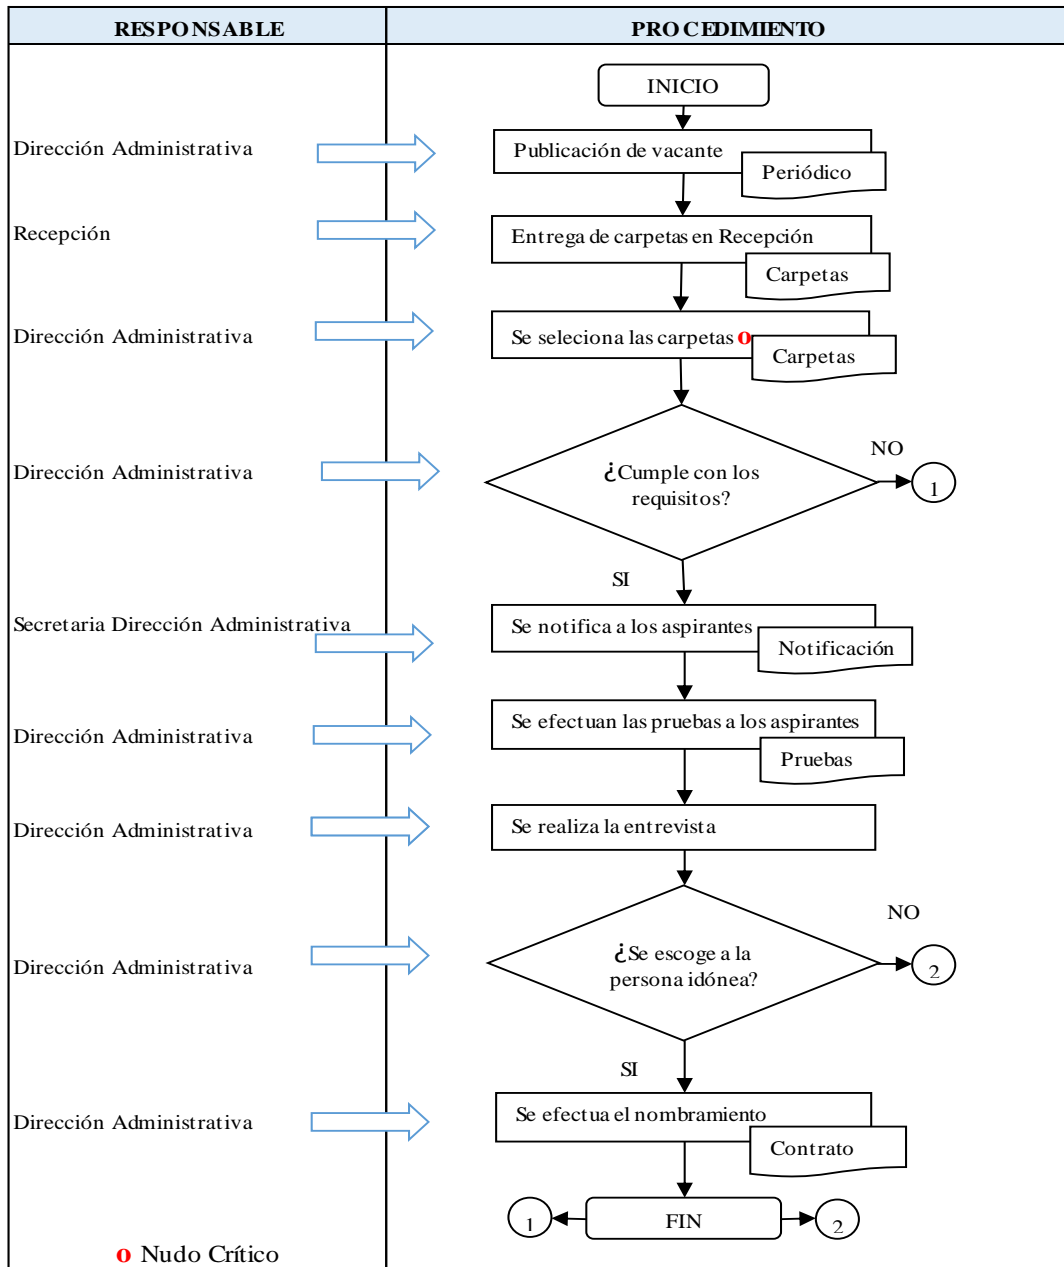 RESPONSABLE PROCEDIMIENTO
INICIO
Dirección Administrativa
Publicación de vacante
Periódico
Recepción
Entrega de carpetas en Recepción
Carpetas
Dirección Administrativa
Se seleciona las carpetas o
Carpetas
Dirección Administrativa
¿Cumple con los
requisitos?
NO
1
SI
Secretaria Dirección Administrativa
Se notifica a los aspirantes
Notificación
Dirección Administrativa
Se efectuan las pruebas a los aspirantes
Pruebas
Dirección Administrativa
Se realiza la entrevista
Dirección Administrativa
¿Se escoge a la
persona idónea?
NO
2
SI
Dirección Administrativa
Se efectua el nombramiento
Contrato
1 FIN 2
o Nudo Crítico